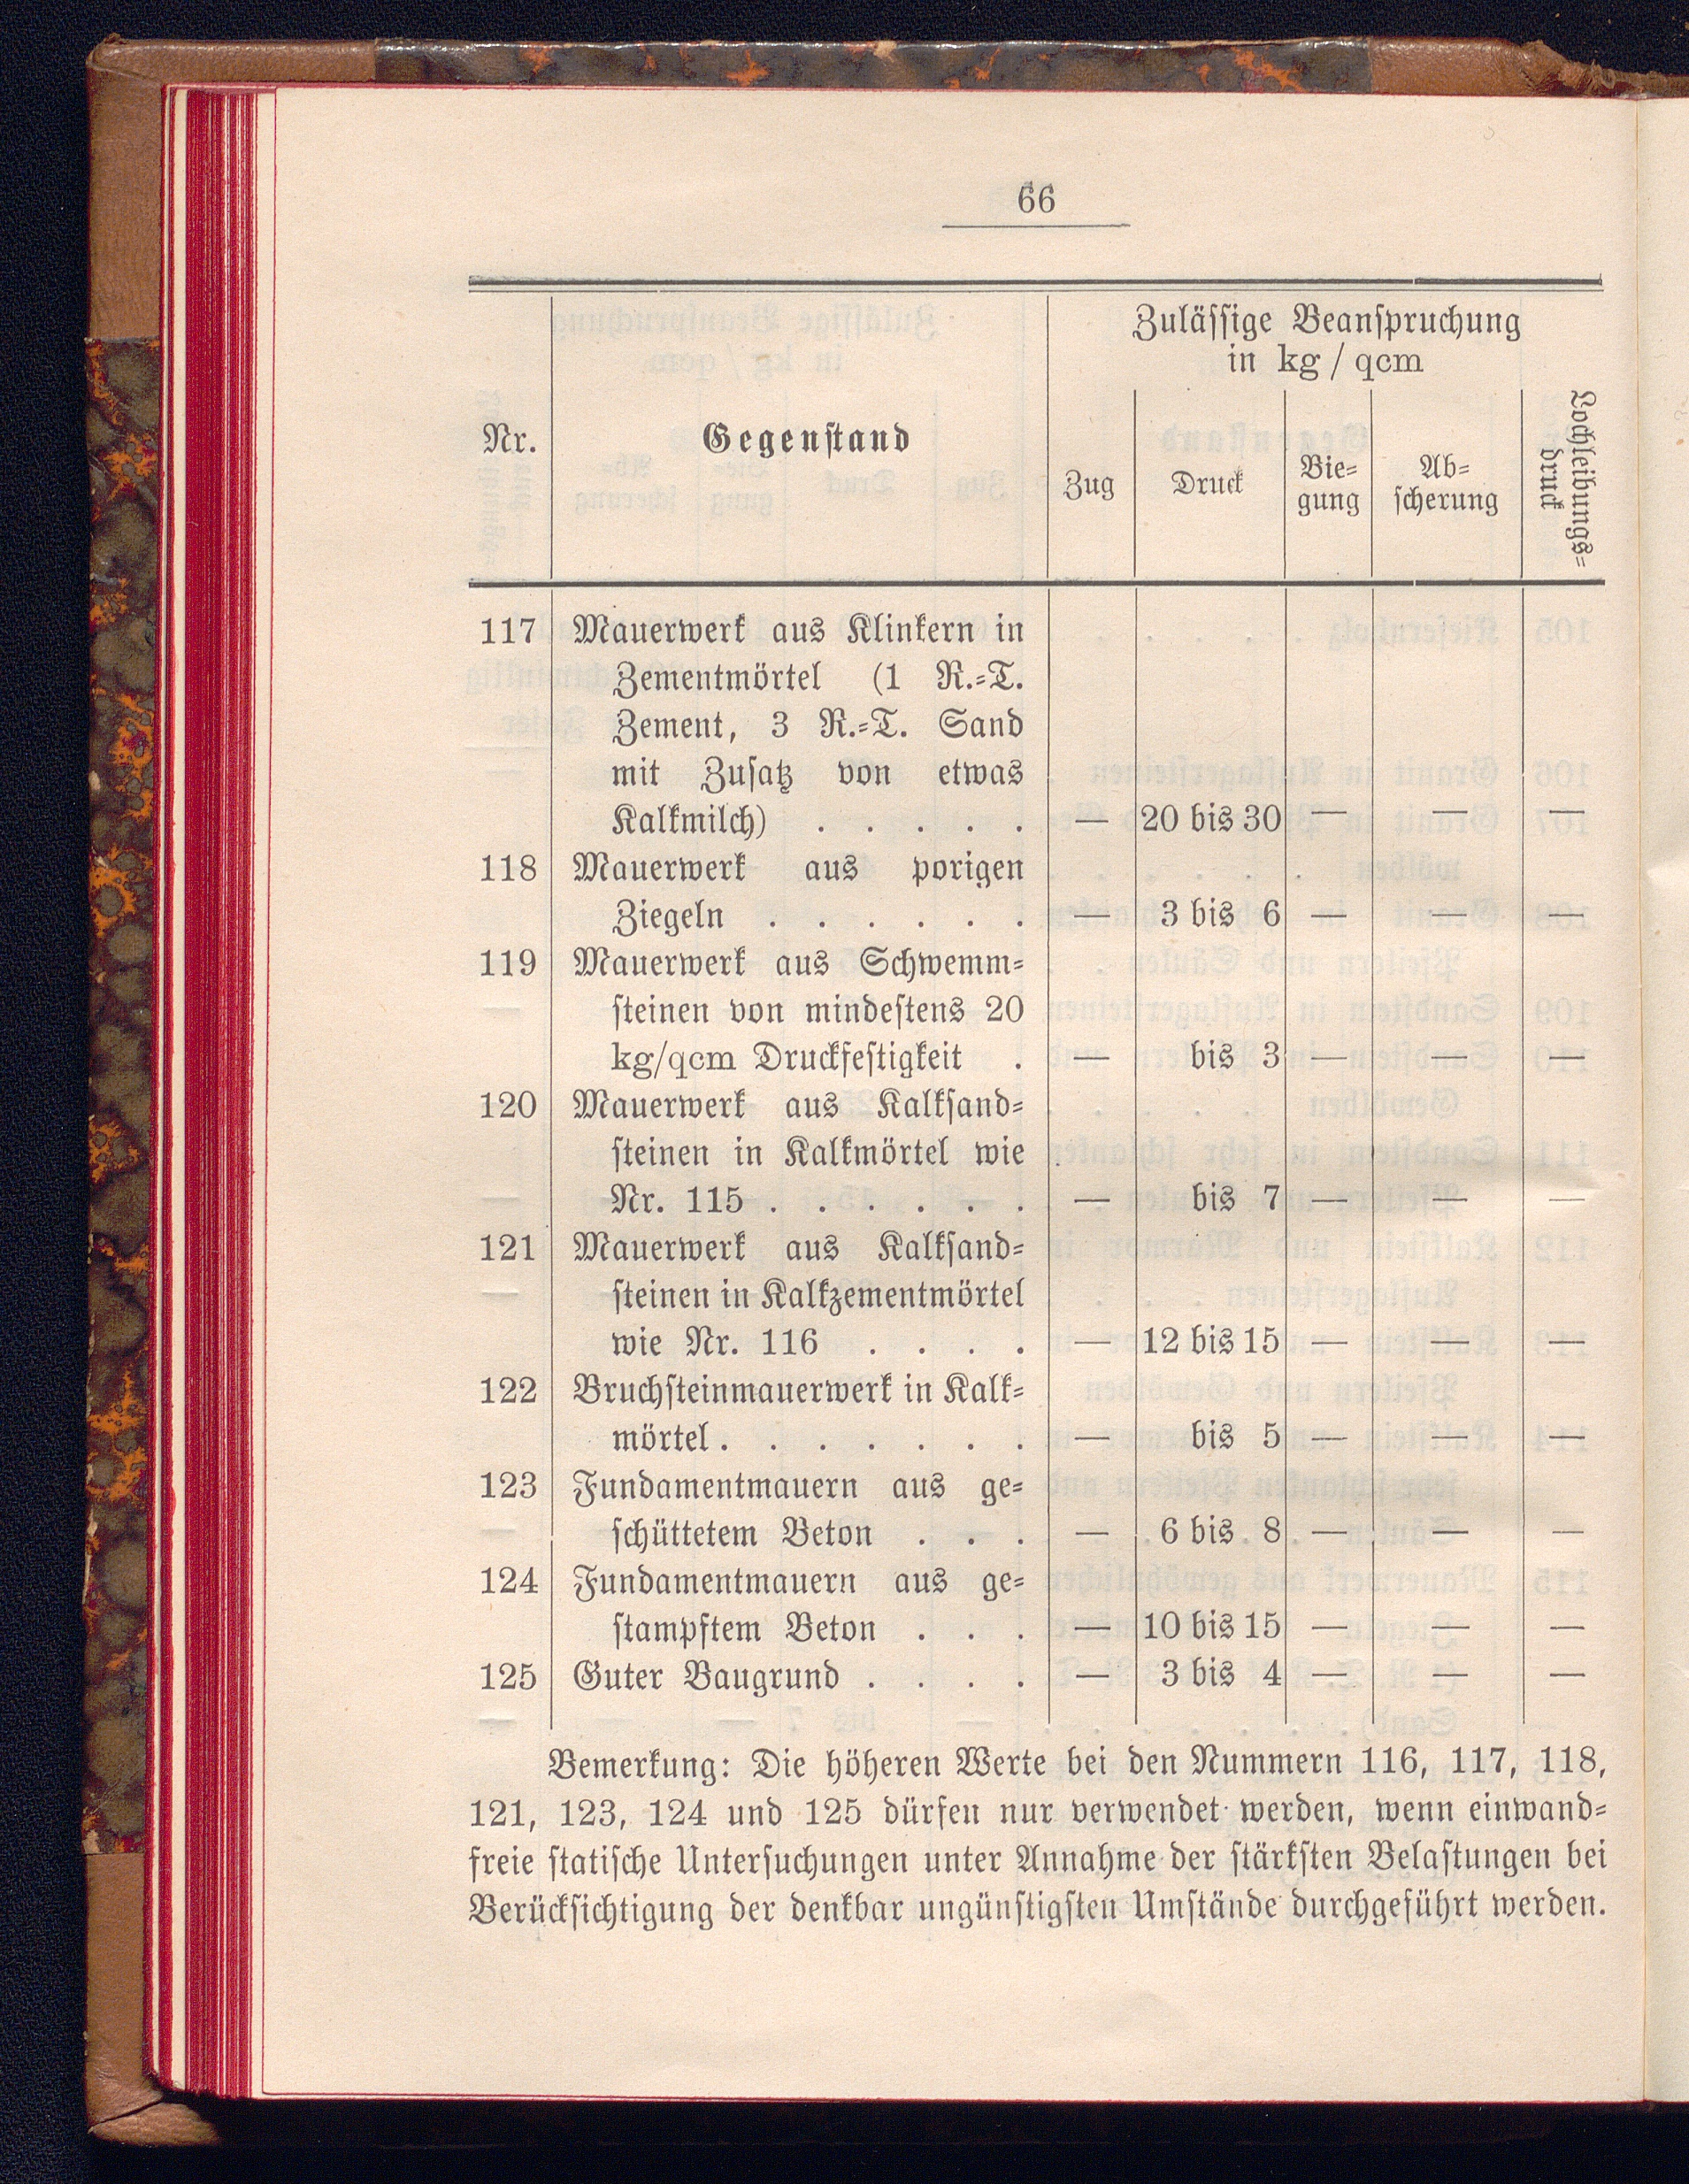 66
Zulässige Beanspruchung
in kg / qcm
Nr.
Gegenstand
Zug
Druck
Bie-
gung
Ab-
scherung
Lochleibungs-
druck
117 Mauerwerk aus Klinkern in
Zementmörtel (1 R.-T.
Zement, 3 R.-T. Sand
mit Zusatz von etwas
Kalkmilch) . . . . . — 20 bis 30 — — —
118 Mauerwerk aus porigen
Ziegeln . . . . . . — 3 bis 6 — — —
119 Mauerwerk aus Schwemm-
steinen von mindestens 20
kg/qcm Druckfestigkeit . — bis 3 — — —
120 Mauerwerk aus Kalksand-
steinen in Kalkmörtel wie
Nr. 115 . . . . . . — bis 7 — — —
121 Mauerwerk aus Kalksand-
steinen in Kalkzementmörtel
wie Nr. 116 . . . . — 12 bis 15 — — —
122 Bruchsteinmauerwerk in Kalk-
mörtel . . . . . . . — bis 5 — — —
123 Fundamentmauern aus ge-
schüttetem Beton . . . — 6 bis 8 — — —
124 Fundamentmauern aus ge-
stampftem Beton . . . — 10 bis 15 — — —
125 Guter Baugrund . . . . — 3 bis 4 — — —
Bemerkung: Die höheren Werte bei den Nummern 116, 117, 118,
121, 123, 124 und 125 dürfen nur verwendet werden, wenn einwand-
freie statische Untersuchungen unter Annahme der stärksten Belastungen bei
Berücksichtigung der denkbar ungünstigsten Umstände durchgeführt werden.